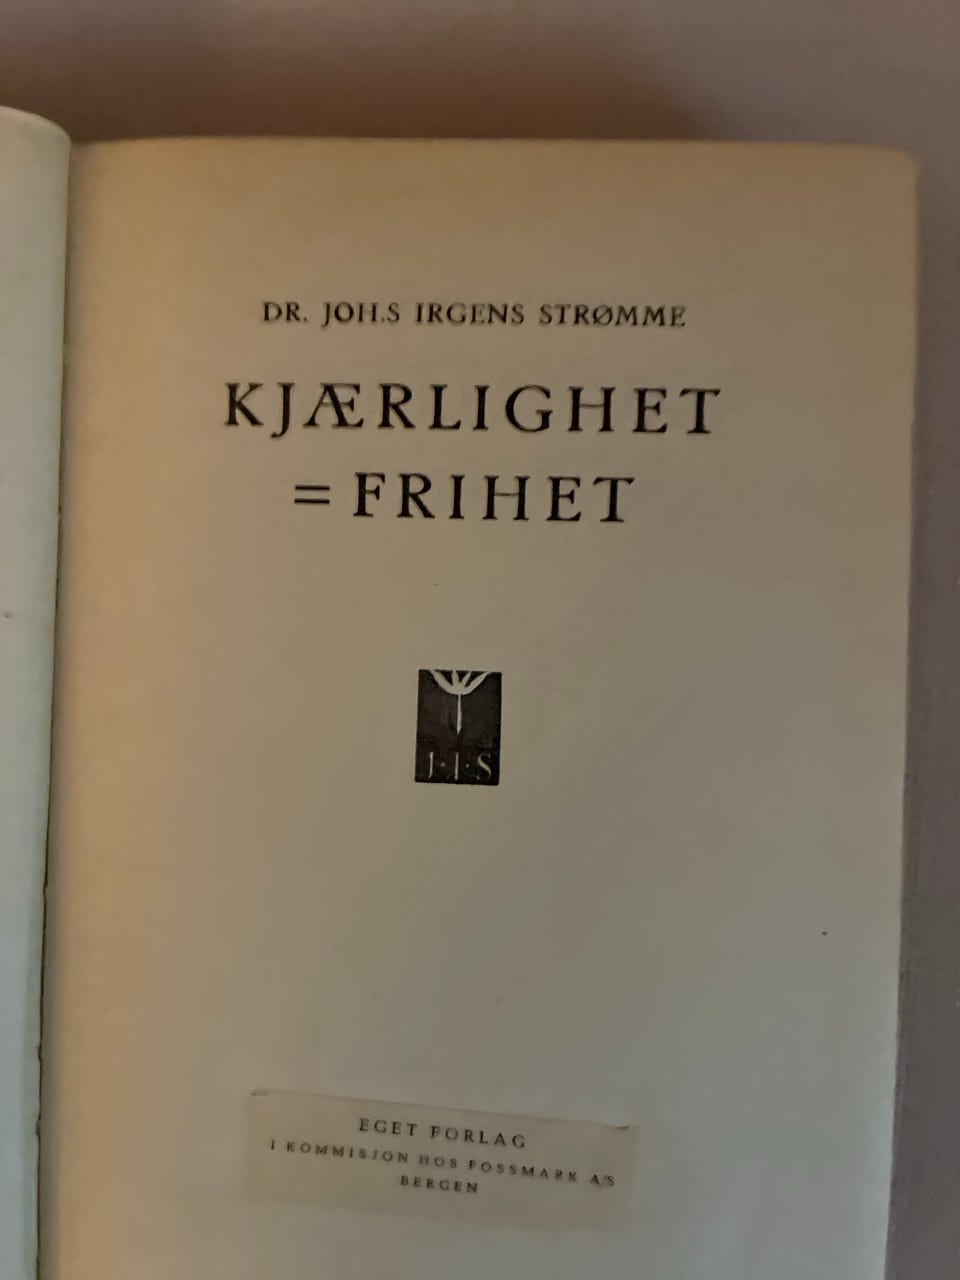 DR. JOH.S IRGENS STRØMME
KJÆRLIGHET
= FRIHET
J·I·S
EGET FORLAG
I KOMMISJON HOS FOSSMARK A/S
BERGEN